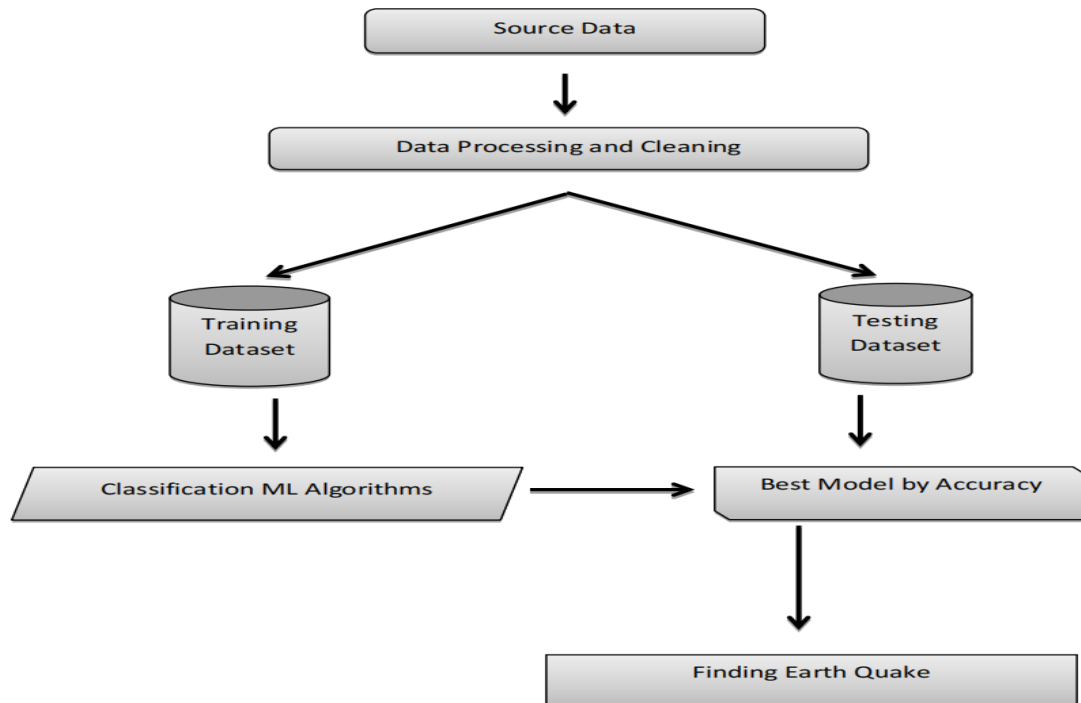 Source Data
Data Processing and Cleaning
Training
Dataset
Testing
Dataset
Classification ML Algorithms
Best Model by Accuracy
Finding Earth Quake